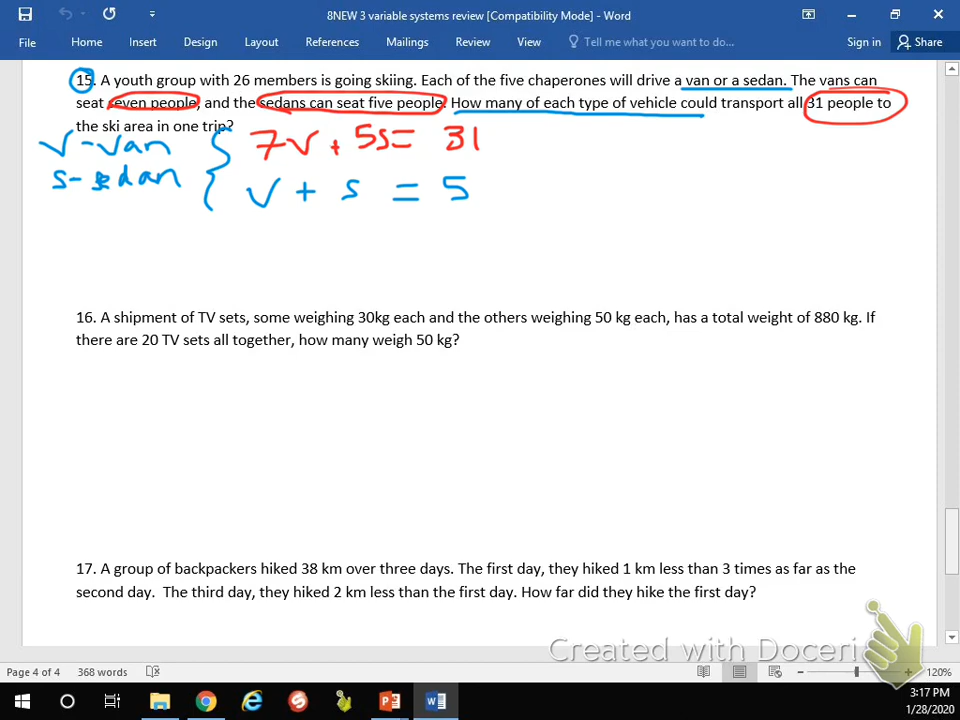 8NEW 3 variable systems review [Compatibility Mode] - Word
File Home Insert Design Layout References Mailings Review View Tell me what you want to do... Sign in Share
15. A youth group with 26 members is going skiing. Each of the five chaperones will drive a van or a sedan. The vans can
seat seven people, and the sedans can seat five people. How many of each type of vehicle could transport all 31 people to
the ski area in one trip?
v - van 7v + 5s = 31
s - sedan v + s = 5
16. A shipment of TV sets, some weighing 30kg each and the others weighing 50 kg each, has a total weight of 880 kg. If
there are 20 TV sets all together, how many weigh 50 kg?
17. A group of backpackers hiked 38 km over three days. The first day, they hiked 1 km less than 3 times as far as the
second day. The third day, they hiked 2 km less than the first day. How far did they hike the first day?
Created with Doceri
Page 4 of 4 368 words 120%
3:17 PM
1/28/2020